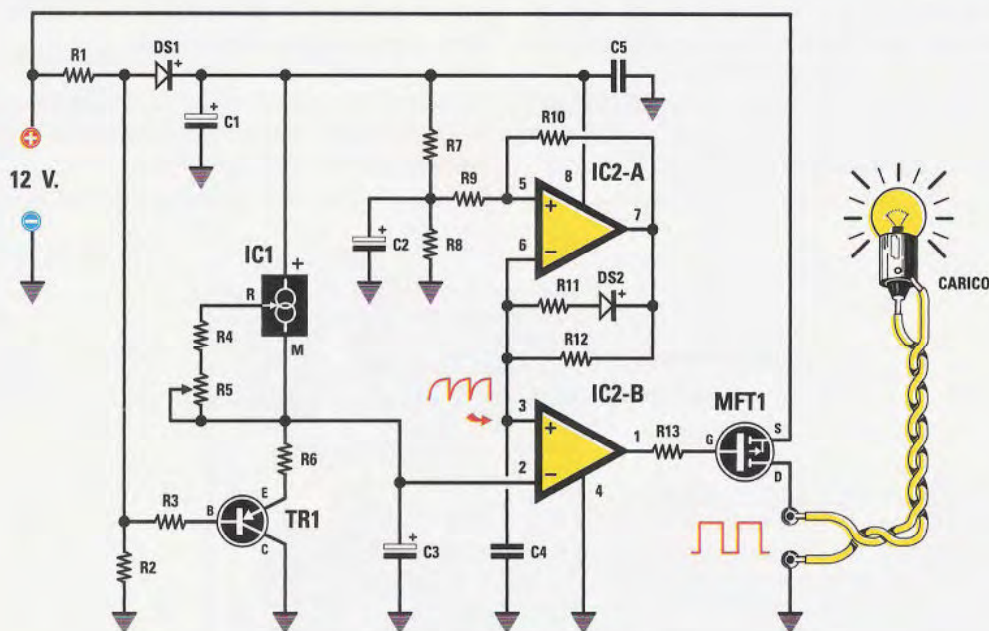 R1
DS1
+
+
C1
C5
R10
R7
IC2-A
+
12 V.
-
R9
5
8
+
7
6
-
+
C2
R8
IC1
+
R
M
R11
DS2
+
R12
R4
R5
CARICO
IC2-B
MFT1
3
+
1
R13
G
S
D
2
-
4
R6
R3
B
E
C
TR1
R2
+
C3
C4